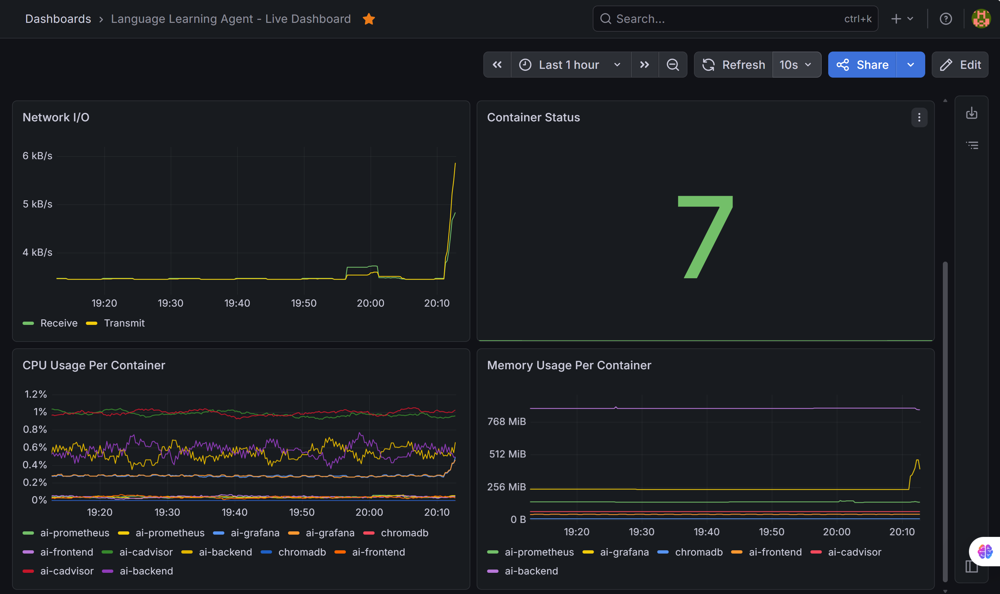 Dashboards › Language Learning Agent - Live Dashboard
Search... ctrl+k
Last 1 hour Refresh 10s Share Edit
Network I/O
6 kB/s
5 kB/s
4 kB/s
19:20 19:30 19:40 19:50 20:00 20:10
Receive Transmit
Container Status
7
CPU Usage Per Container
1.2%
1%
0.8%
0.6%
0.4%
0.2%
0%
19:20 19:30 19:40 19:50 20:00 20:10
ai-prometheus ai-prometheus ai-grafana ai-grafana chromadb
ai-frontend ai-cadvisor ai-backend chromadb ai-frontend
ai-cadvisor ai-backend
Memory Usage Per Container
768 MiB
512 MiB
256 MiB
0 B
19:20 19:30 19:40 19:50 20:00 20:10
ai-prometheus ai-grafana chromadb ai-frontend ai-cadvisor
ai-backend